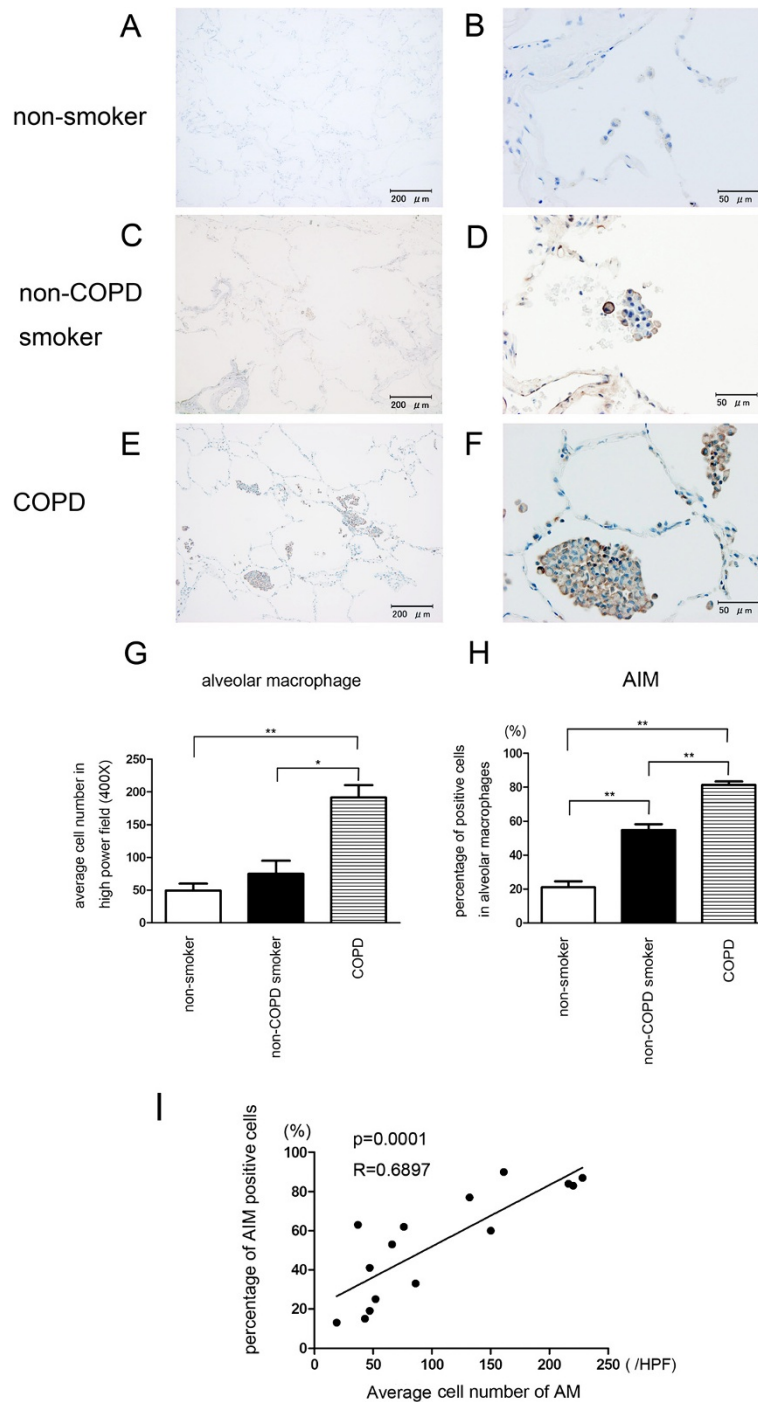 A
B
non-smoker
200 μm
50 μm
C
D
non-COPD
smoker
200 μm
50 μm
E
F
COPD
200 μm
50 μm
G
H
alveolar macrophage
AIM
(%)
**
*
**
**
**
average cell number in
high power field (400X)
250
200
150
100
50
0
non-smoker
non-COPD smoker
COPD
percentage of positive cells
in alveolar macrophages
100
80
60
40
20
0
non-smoker
non-COPD smoker
COPD
I
(%)
p=0.0001
R=0.6897
percentage of AIM positive cells
100
80
60
40
20
0
0
50
100
150
200
250
( /HPF)
Average cell number of AM